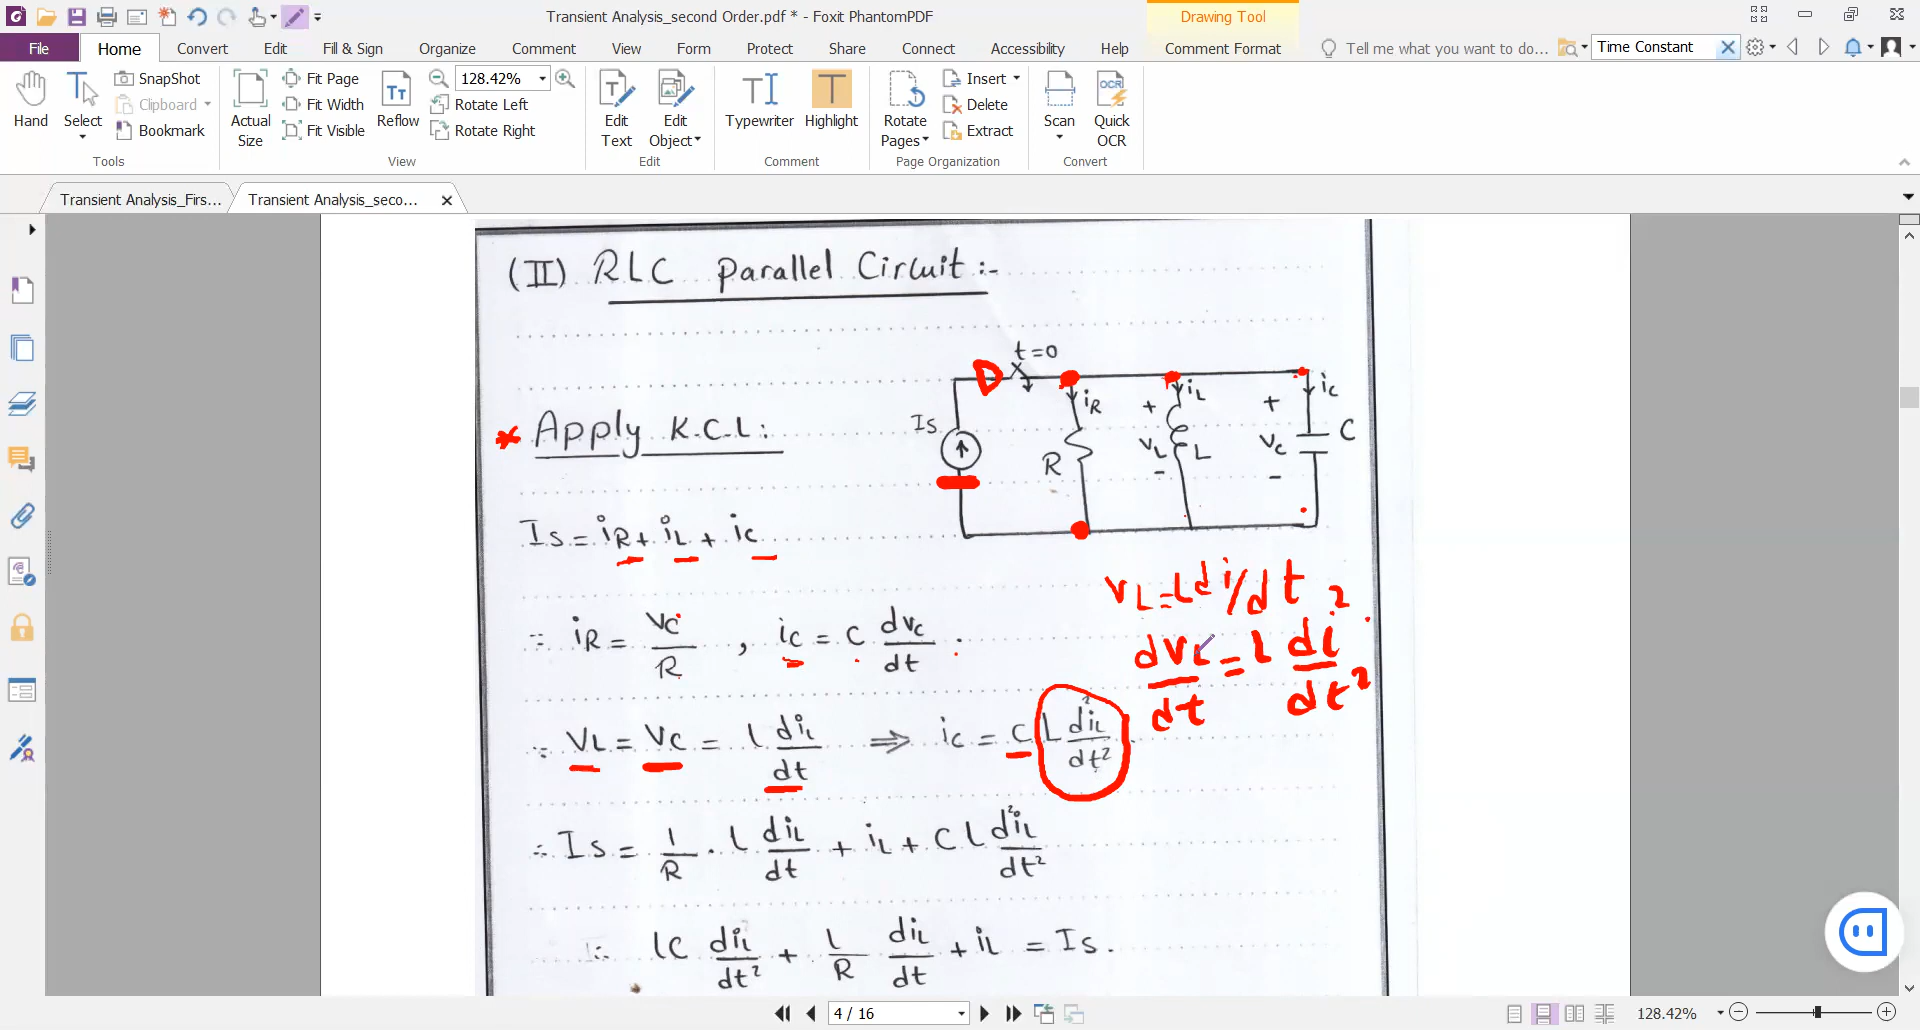 Transient Analysis_second Order.pdf * - Foxit PhantomPDF
Drawing Tool
File Home Convert Edit Fill & Sign Organize Comment View Form Protect Share Connect Accessibility Help Comment Format Tell me what you want to do... Time Constant
Hand
Select
SnapShot
Clipboard
Bookmark
Tools
Actual Size
Fit Page
Fit Width
Fit Visible
Reflow
128.42%
Rotate Left
Rotate Right
View
Edit Text
Edit Object
Edit
Typewriter
Highlight
Comment
Rotate Pages
Insert
Delete
Extract
Page Organization
Scan
Quick OCR
Convert
Transient Analysis_Firs... Transient Analysis_seco...
(II) RLC parallel Circuit :-
t=0
Is iR iL iC
R + VL - L + VC - C
* Apply K.C.L:
Is = iR + iL + iC
∵ iR = VC/R , iC = C dvc/dt .
VL = L di/dt
dVL/dt = L d²i/dt²
∵ VL = VC = L diL/dt ⇒ iC = C L d²iL/dt²
∴ Is = 1/R . L diL/dt + iL + C L d²iL/dt²
∴ LC diL/dt² + L/R diL/dt + iL = Is .
4 / 16
128.42%